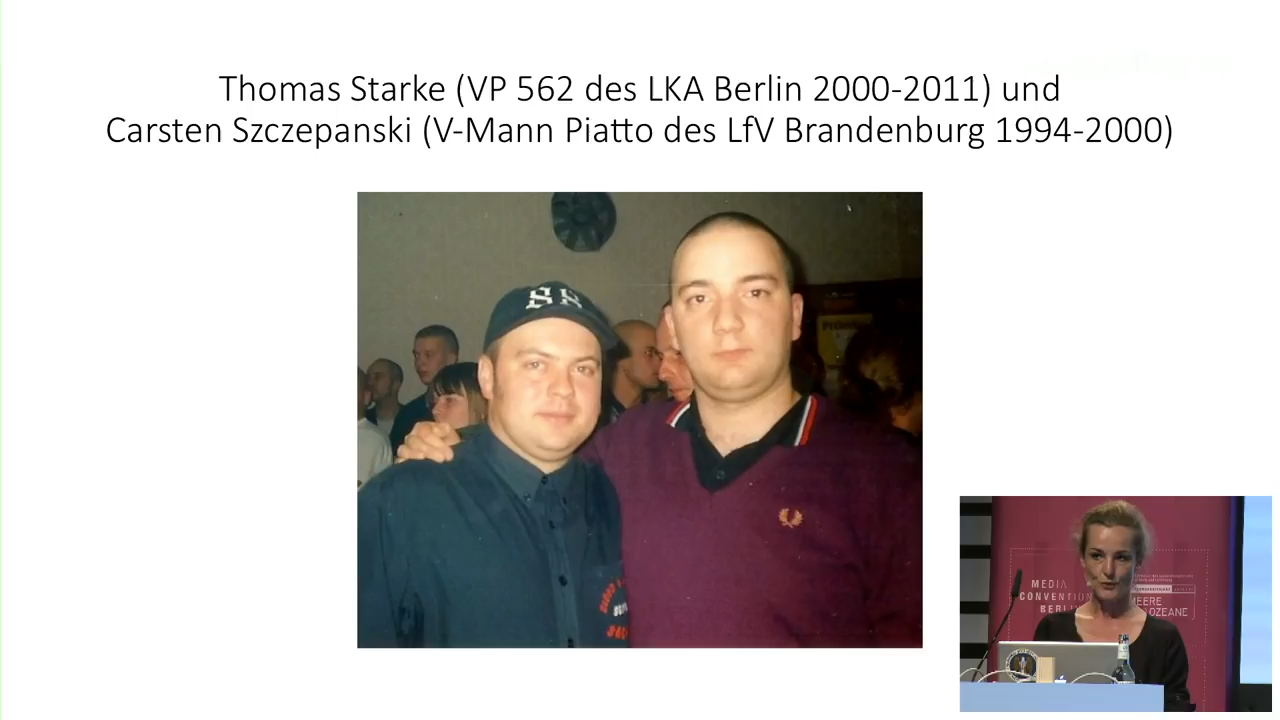 Thomas Starke (VP 562 des LKA Berlin 2000-2011) und
Carsten Szczepanski (V-Mann Piatto des LfV Brandenburg 1994-2000)
SS
MEDIA
CONVENTION
BERLIN
MEERE
OZEANE